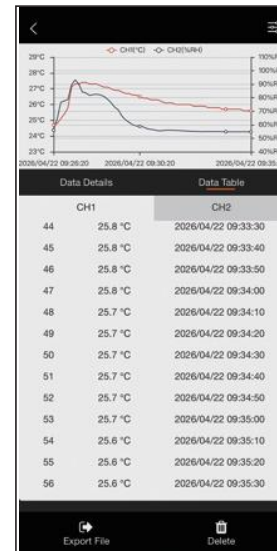 CH1(°C) CH2(%RH)
29°C
28°C
27°C
26°C
25°C
24°C
23°C
100%R
90%R
80%R
70%R
60%R
50%R
40%R
2026/04/22 09:26:20 2026/04/22 09:30:20 2026/04/22 09:35:
Data Details Data Table
CH1 CH2
44 25.8 °C 2026/04/22 09:33:30
45 25.8 °C 2026/04/22 09:33:40
46 25.8 °C 2026/04/22 09:33:50
47 25.8 °C 2026/04/22 09:34:00
48 25.7 °C 2026/04/22 09:34:10
49 25.7 °C 2026/04/22 09:34:20
50 25.7 °C 2026/04/22 09:34:30
51 25.7 °C 2026/04/22 09:34:40
52 25.7 °C 2026/04/22 09:34:50
53 25.7 °C 2026/04/22 09:35:00
54 25.6 °C 2026/04/22 09:35:10
55 25.6 °C 2026/04/22 09:35:20
56 25.6 °C 2026/04/22 09:35:30
Export File Delete